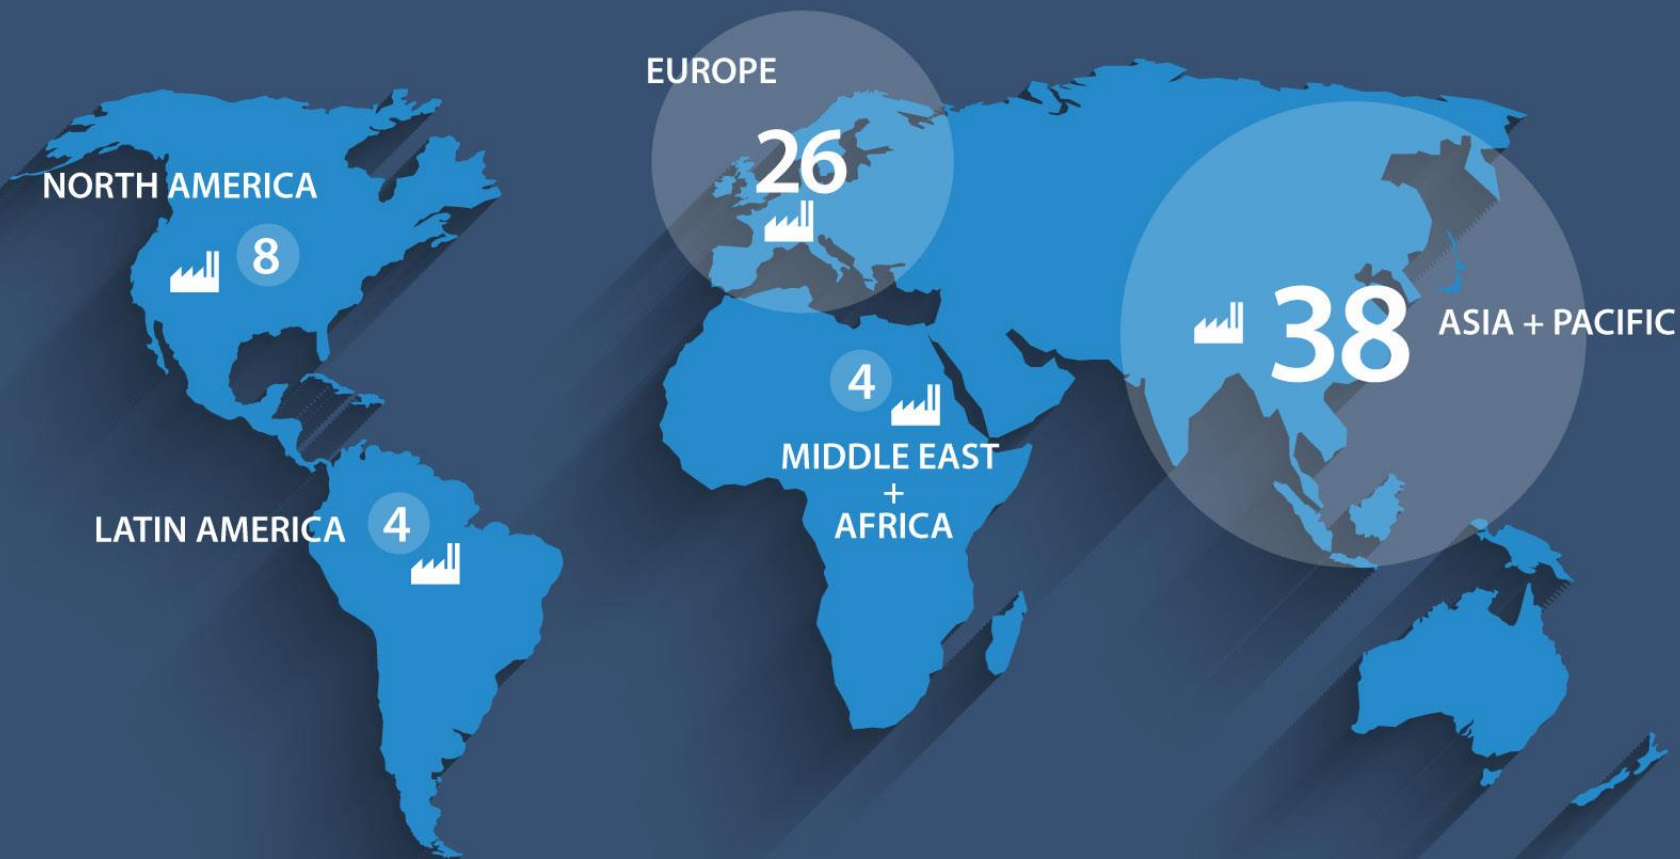 EUROPE
26
NORTH AMERICA
8
38
ASIA + PACIFIC
4
MIDDLE EAST
+
AFRICA
LATIN AMERICA
4